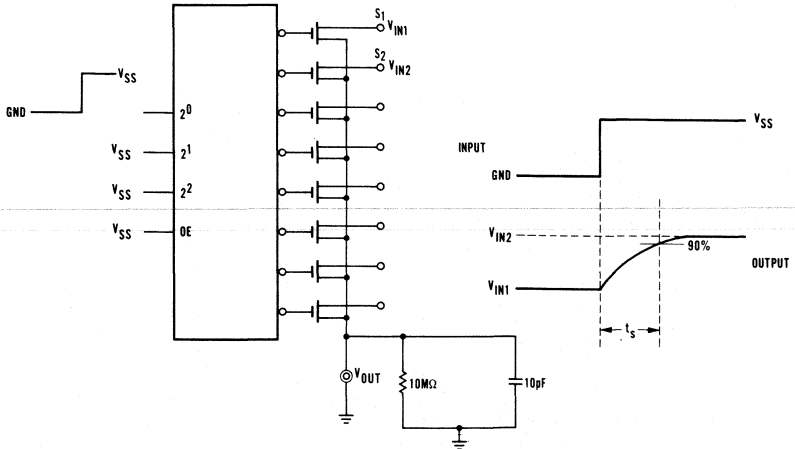 S1
VIN1
S2
VIN2
VSS
GND
2^0
VSS
2^1
VSS
2^2
VSS
OE
VOUT
10MΩ
10pF
INPUT
VSS
GND
VIN2
90%
OUTPUT
VIN1
ts